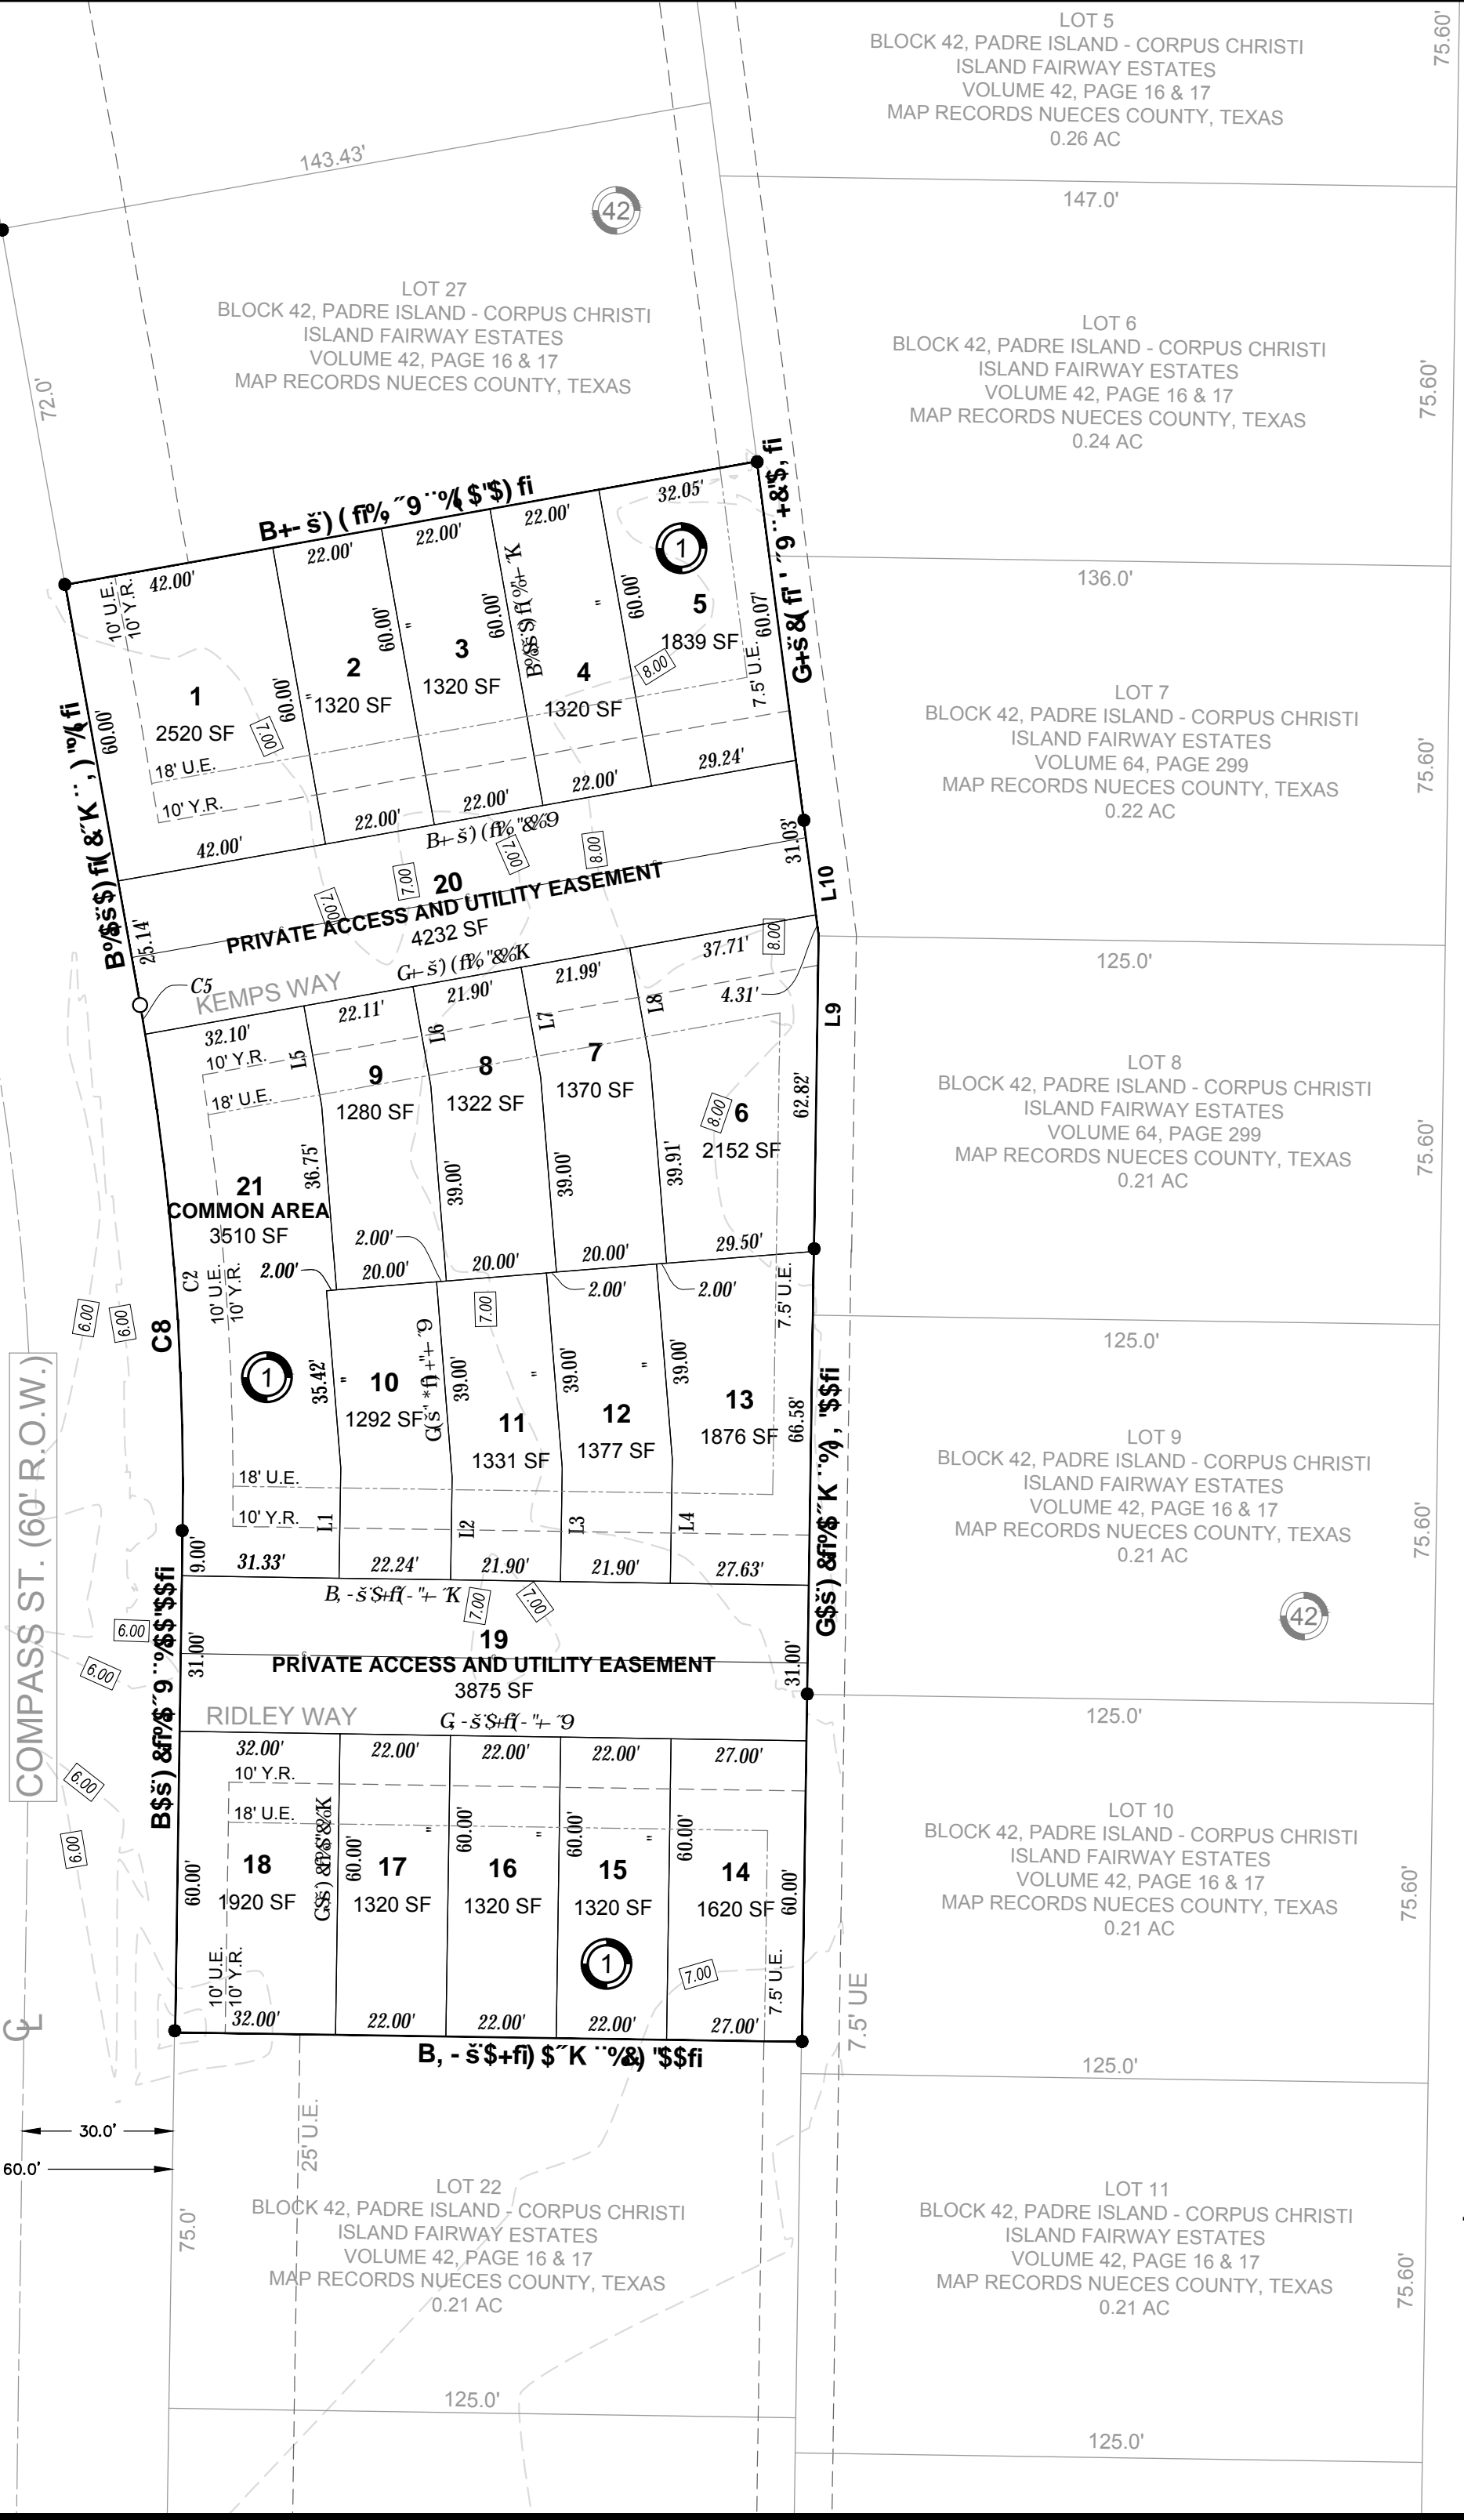 LOT 5
BLOCK 42, PADRE ISLAND - CORPUS CHRISTI
ISLAND FAIRWAY ESTATES
VOLUME 42, PAGE 16 & 17
MAP RECORDS NUECES COUNTY, TEXAS
0.26 AC
75.60'
143.43'
147.0'
42
LOT 27
BLOCK 42, PADRE ISLAND - CORPUS CHRISTI
ISLAND FAIRWAY ESTATES
VOLUME 42, PAGE 16 & 17
MAP RECORDS NUECES COUNTY, TEXAS
72.0'
LOT 6
BLOCK 42, PADRE ISLAND - CORPUS CHRISTI
ISLAND FAIRWAY ESTATES
VOLUME 42, PAGE 16 & 17
MAP RECORDS NUECES COUNTY, TEXAS
0.24 AC
75.60'
136.0'
42.00'
22.00'
22.00'
22.00'
32.05'
10' U.E.
10' Y.R.
1
2520 SF
60.00'
60.00'
2
1320 SF
60.00'
3
1320 SF
60.00'
4
1320 SF
60.00'
1
5
1839 SF
60.07'
7.5' U.E.
8.00
7.00
18' U.E.
10' Y.R.
42.00'
22.00'
22.00'
22.00'
29.24'
LOT 7
BLOCK 42, PADRE ISLAND - CORPUS CHRISTI
ISLAND FAIRWAY ESTATES
VOLUME 64, PAGE 299
MAP RECORDS NUECES COUNTY, TEXAS
0.22 AC
75.60'
125.0'
7.00
7.00
7.00
8.00
31.03'
L10
20
PRIVATE ACCESS AND UTILITY EASEMENT
4232 SF
25.14'
C5
KEMPS WAY
8.00
32.10'
22.11'
21.90'
21.99'
37.71'
4.31'
L9
10' Y.R.
18' U.E.
L5
L6
L7
L8
9
1280 SF
8
1322 SF
7
1370 SF
6
2152 SF
8.00
62.82'
36.75'
39.00'
39.00'
39.91'
21
COMMON AREA
3510 SF
2.00'
2.00'
20.00'
20.00'
20.00'
29.50'
2.00'
2.00'
C2
10' U.E.
10' Y.R.
7.5' U.E.
C8
LOT 8
BLOCK 42, PADRE ISLAND - CORPUS CHRISTI
ISLAND FAIRWAY ESTATES
VOLUME 64, PAGE 299
MAP RECORDS NUECES COUNTY, TEXAS
0.21 AC
75.60'
125.0'
6.00
6.00
7.00
1
35.42'
10
1292 SF
39.00'
11
1331 SF
39.00'
12
1377 SF
39.00'
13
1876 SF
66.58'
18' U.E.
10' Y.R.
L1
L2
L3
L4
9.00'
31.33'
22.24'
21.90'
21.90'
27.63'
LOT 9
BLOCK 42, PADRE ISLAND - CORPUS CHRISTI
ISLAND FAIRWAY ESTATES
VOLUME 42, PAGE 16 & 17
MAP RECORDS NUECES COUNTY, TEXAS
0.21 AC
75.60'
42
125.0'
COMPASS ST. (60' R.O.W.)
6.00
6.00
6.00
6.00
7.00
7.00
31.00'
31.00'
19
PRIVATE ACCESS AND UTILITY EASEMENT
3875 SF
RIDLEY WAY
32.00'
22.00'
22.00'
22.00'
27.00'
10' Y.R.
18' U.E.
60.00'
18
1920 SF
60.00'
17
1320 SF
60.00'
16
1320 SF
60.00'
15
1320 SF
60.00'
14
1620 SF
60.00'
1
7.00
10' U.E.
10' Y.R.
7.5' U.E.
7.5' UE
32.00'
22.00'
22.00'
22.00'
27.00'
LOT 10
BLOCK 42, PADRE ISLAND - CORPUS CHRISTI
ISLAND FAIRWAY ESTATES
VOLUME 42, PAGE 16 & 17
MAP RECORDS NUECES COUNTY, TEXAS
0.21 AC
75.60'
125.0'
CL
30.0'
60.0'
25' U.E.
75.0'
LOT 22
BLOCK 42, PADRE ISLAND - CORPUS CHRISTI
ISLAND FAIRWAY ESTATES
VOLUME 42, PAGE 16 & 17
MAP RECORDS NUECES COUNTY, TEXAS
0.21 AC
125.0'
LOT 11
BLOCK 42, PADRE ISLAND - CORPUS CHRISTI
ISLAND FAIRWAY ESTATES
VOLUME 42, PAGE 16 & 17
MAP RECORDS NUECES COUNTY, TEXAS
0.21 AC
75.60'
125.0'